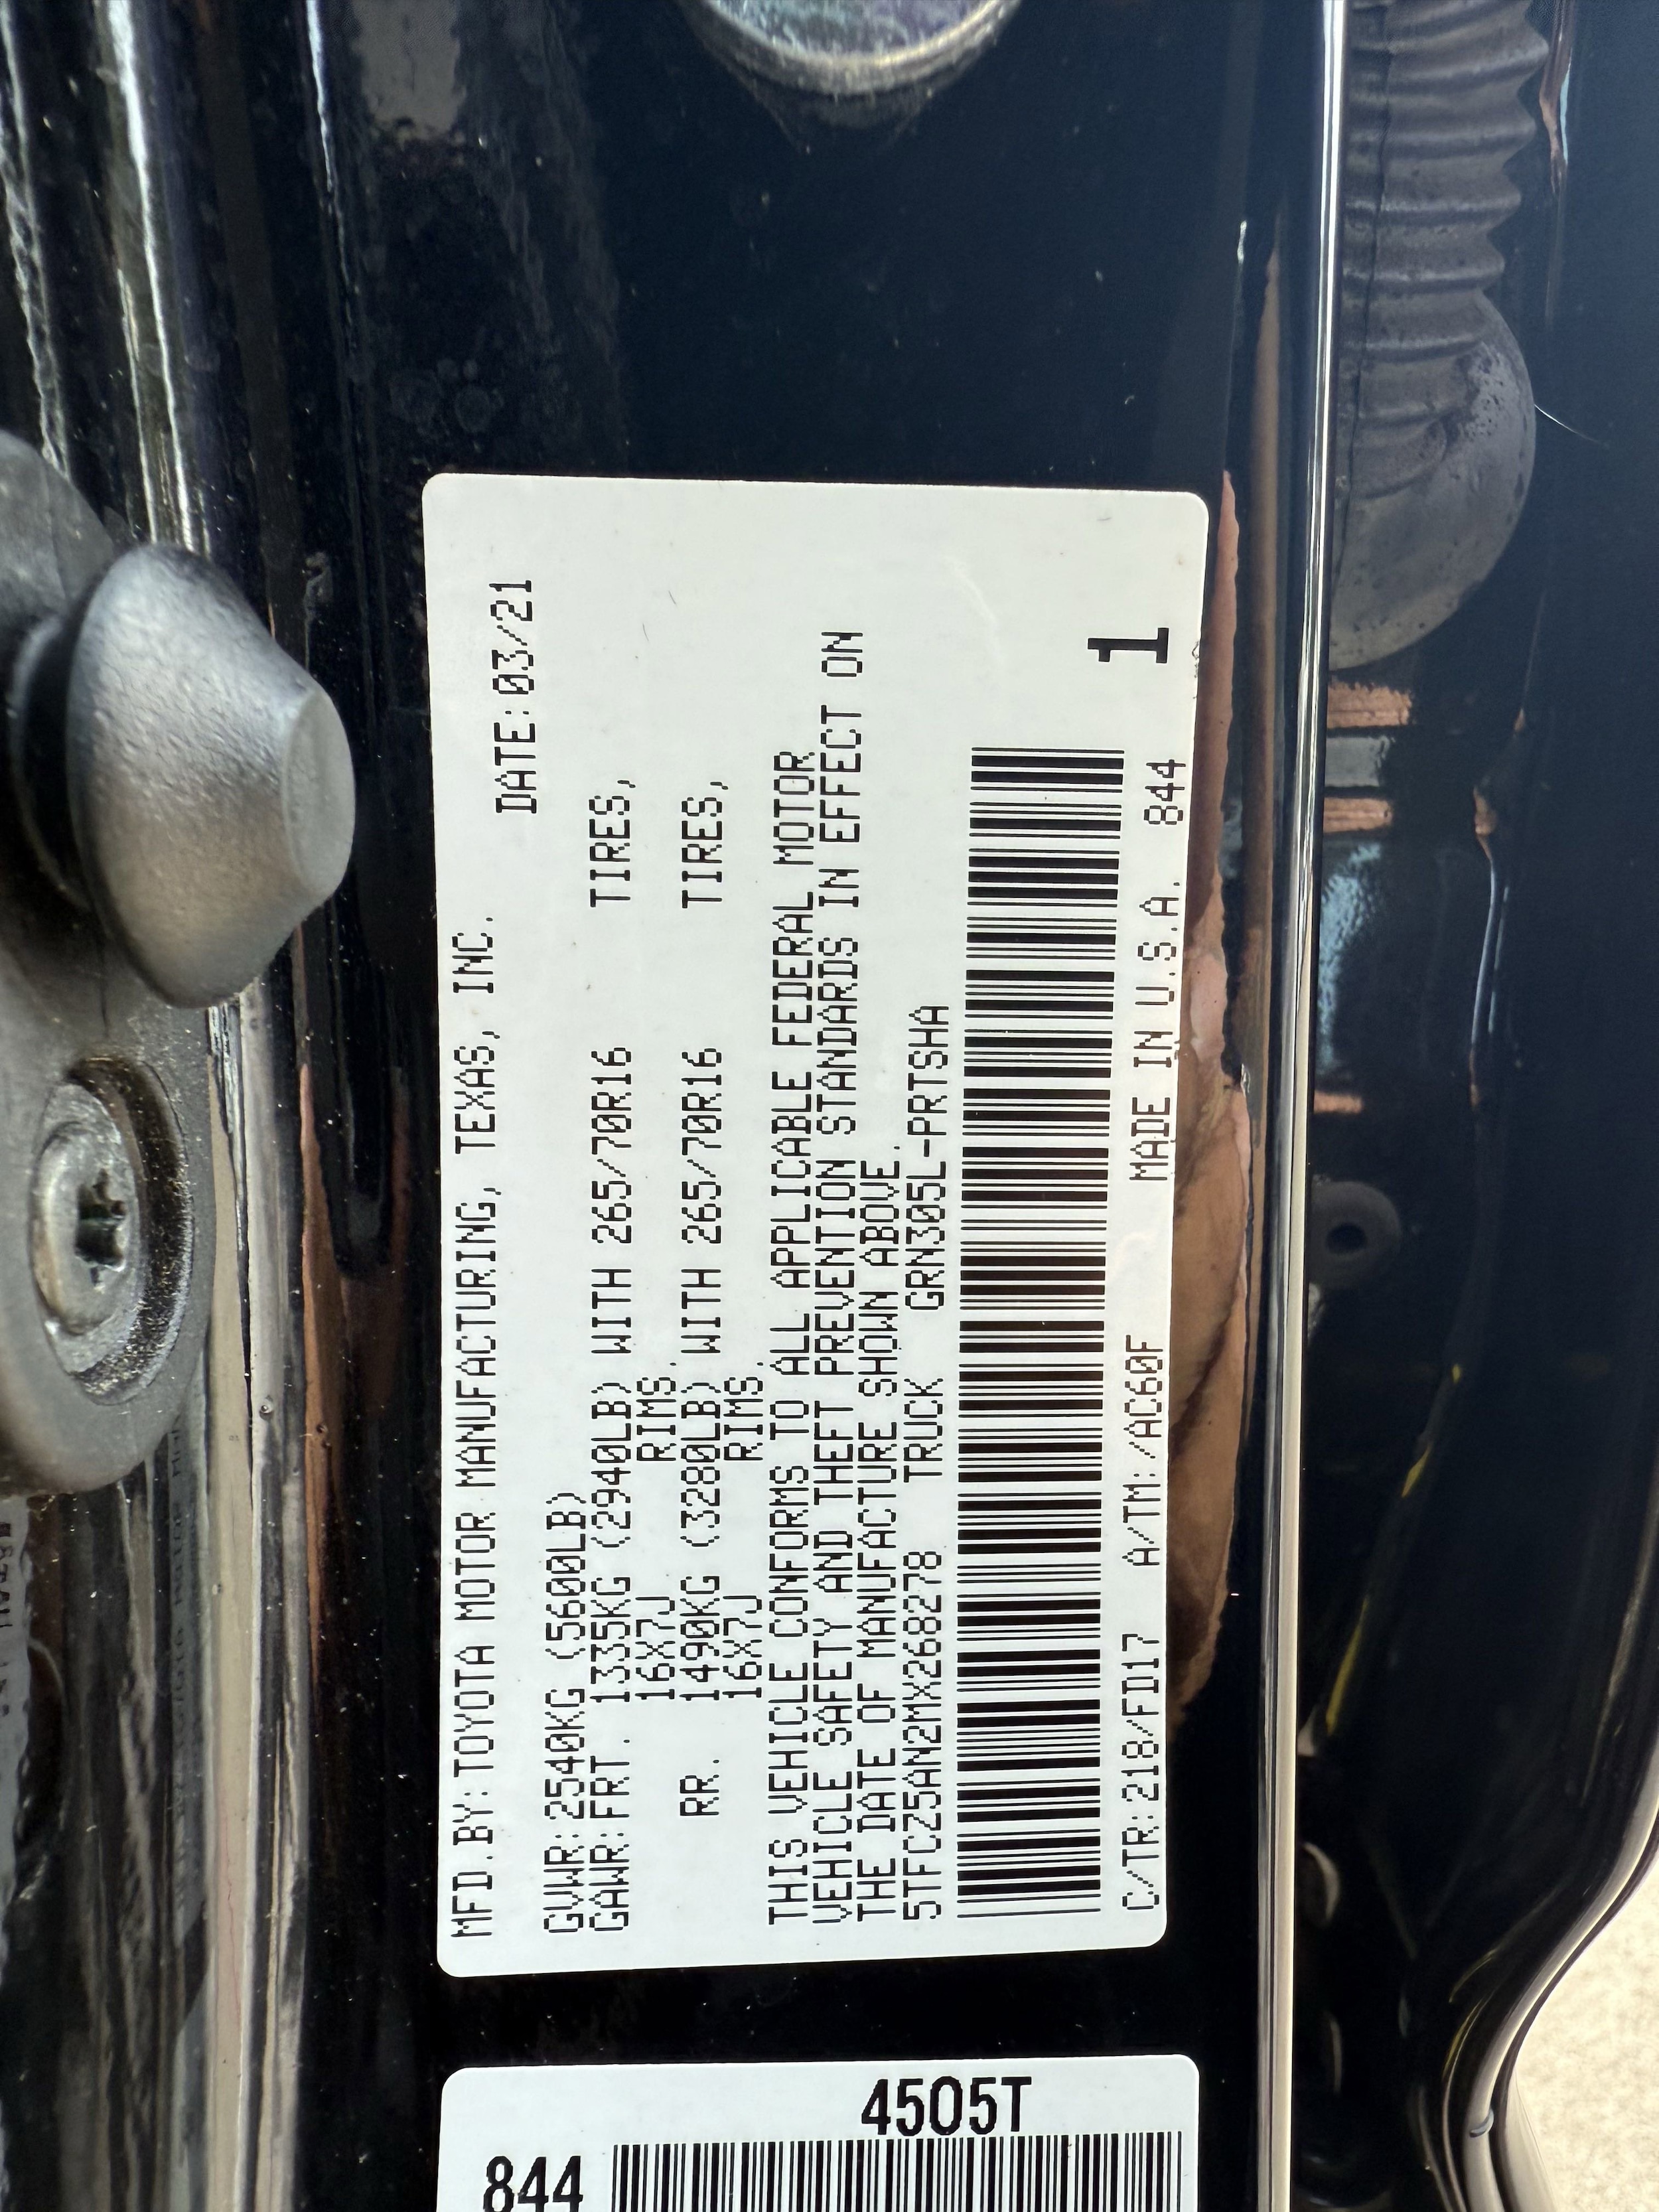 MFD.BY:TOYOTA MOTOR MANUFACTURING, TEXAS, INC.
DATE:03/21
GVWR:2540KG (5600LB)
GAWR:FRT. 1335KG (2940LB) WITH 265/70R16 TIRES,
16X7J RIMS.
RR. 1490KG (3280LB) WITH 265/70R16 TIRES,
16X7J RIMS.
THIS VEHICLE CONFORMS TO ALL APPLICABLE FEDERAL MOTOR
VEHICLE SAFETY AND THEFT PREVENTION STANDARDS IN EFFECT ON
THE DATE OF MANUFACTURE SHOWN ABOVE.
5TFCZ5AN2MX268278 TRUCK GRN305L-PRTSHA
1
C/TR:218/FD17 A/TM:/AC60F MADE IN U.S.A. 844
844
4505T